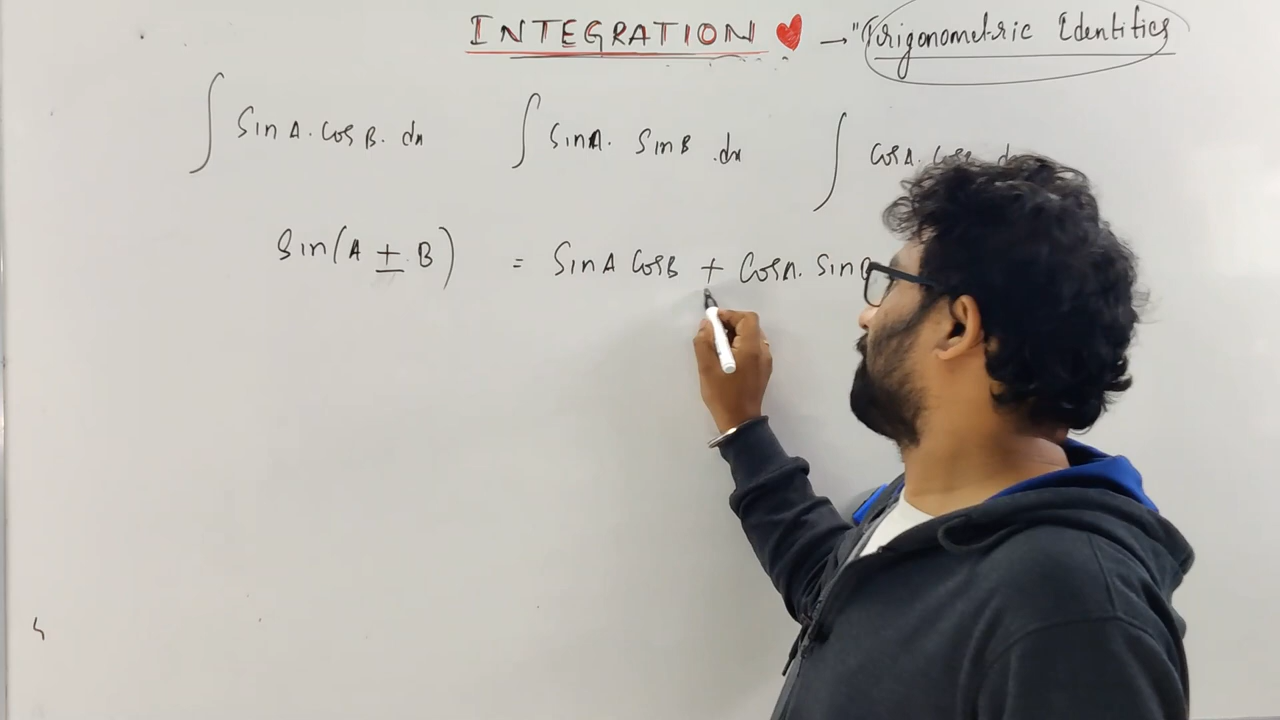 INTEGRATION ❤ → "Trigonometric Identities
∫ Sin A. Cos B. dx ∫ Sin A. Sin B .dx ∫ Cos A. Cos B d
Sin(A ± B) = Sin A Cos B + Cos A. Sin B